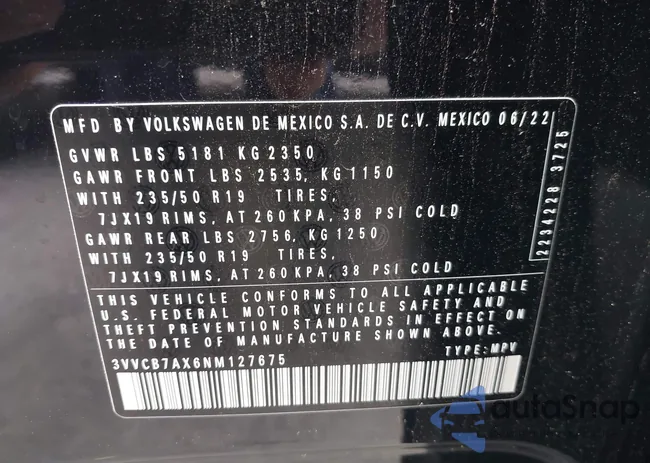 MFD BY VOLKSWAGEN DE MEXICO S.A. DE C.V. MEXICO 06/22
GVWR LBS 5181 KG 2350
GAWR FRONT LBS 2535, KG 1150
WITH 235/50 R19 TIRES,
7JX19 RIMS, AT 260 KPA, 38 PSI COLD
GAWR REAR LBS 2756, KG 1250
WITH 235/50 R19 TIRES,
7JX19 RIMS, AT 260 KPA, 38 PSI COLD
2234228 3725
THIS VEHICLE CONFORMS TO ALL APPLICABLE
U.S. FEDERAL MOTOR VEHICLE SAFETY AND
THEFT PREVENTION STANDARDS IN EFFECT ON
THE DATE OF MANUFACTURE SHOWN ABOVE.
3VVCB7AX6NM127675 TYPE: MPV
autoSnap